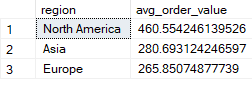 region avg_order_value
1 North America 460.554246139526
2 Asia 280.693124246597
3 Europe 265.85074877739